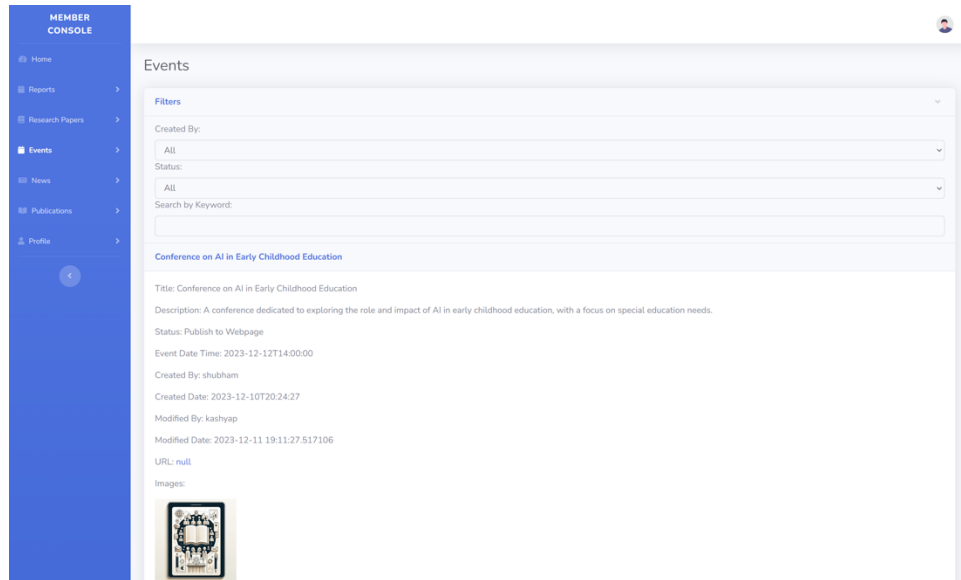 MEMBER
CONSOLE
Home
Reports
Research Papers
Events
News
Publications
Profile
Events
Filters
Created By:
All
Status:
All
Search by Keyword:
Conference on AI in Early Childhood Education
Title: Conference on AI in Early Childhood Education
Description: A conference dedicated to exploring the role and impact of AI in early childhood education, with a focus on special education needs.
Status: Publish to Webpage
Event Date Time: 2023-12-12T14:00:00
Created By: shubham
Created Date: 2023-12-10T20:24:27
Modified By: kashyap
Modified Date: 2023-12-11 19:11:27.517106
URL: null
Images: